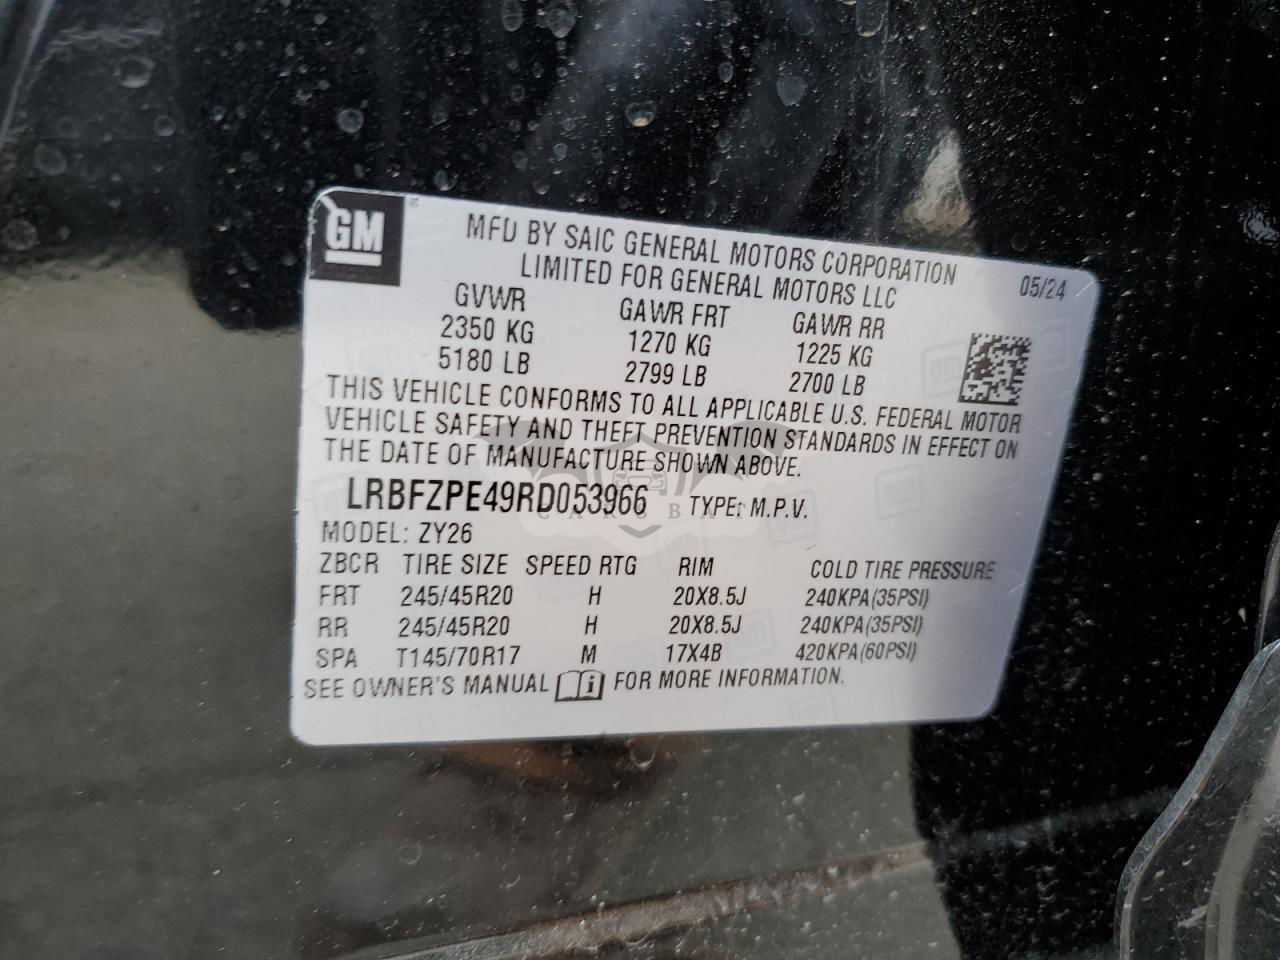 GM
MFD BY SAIC GENERAL MOTORS CORPORATION
LIMITED FOR GENERAL MOTORS LLC
05/24
GVWR GAWR FRT GAWR RR
2350 KG 1270 KG 1225 KG
5180 LB 2799 LB 2700 LB
THIS VEHICLE CONFORMS TO ALL APPLICABLE U.S. FEDERAL MOTOR
VEHICLE SAFETY AND THEFT PREVENTION STANDARDS IN EFFECT ON
THE DATE OF MANUFACTURE SHOWN ABOVE.
LRBFZPE49RD053966 TYPE: M.P.V.
MODEL: ZY26
ZBCR TIRE SIZE SPEED RTG RIM COLD TIRE PRESSURE
FRT 245/45R20 H 20X8.5J 240KPA(35PSI)
RR 245/45R20 H 20X8.5J 240KPA(35PSI)
SPA T145/70R17 M 17X4B 420KPA(60PSI)
SEE OWNER'S MANUAL i FOR MORE INFORMATION.